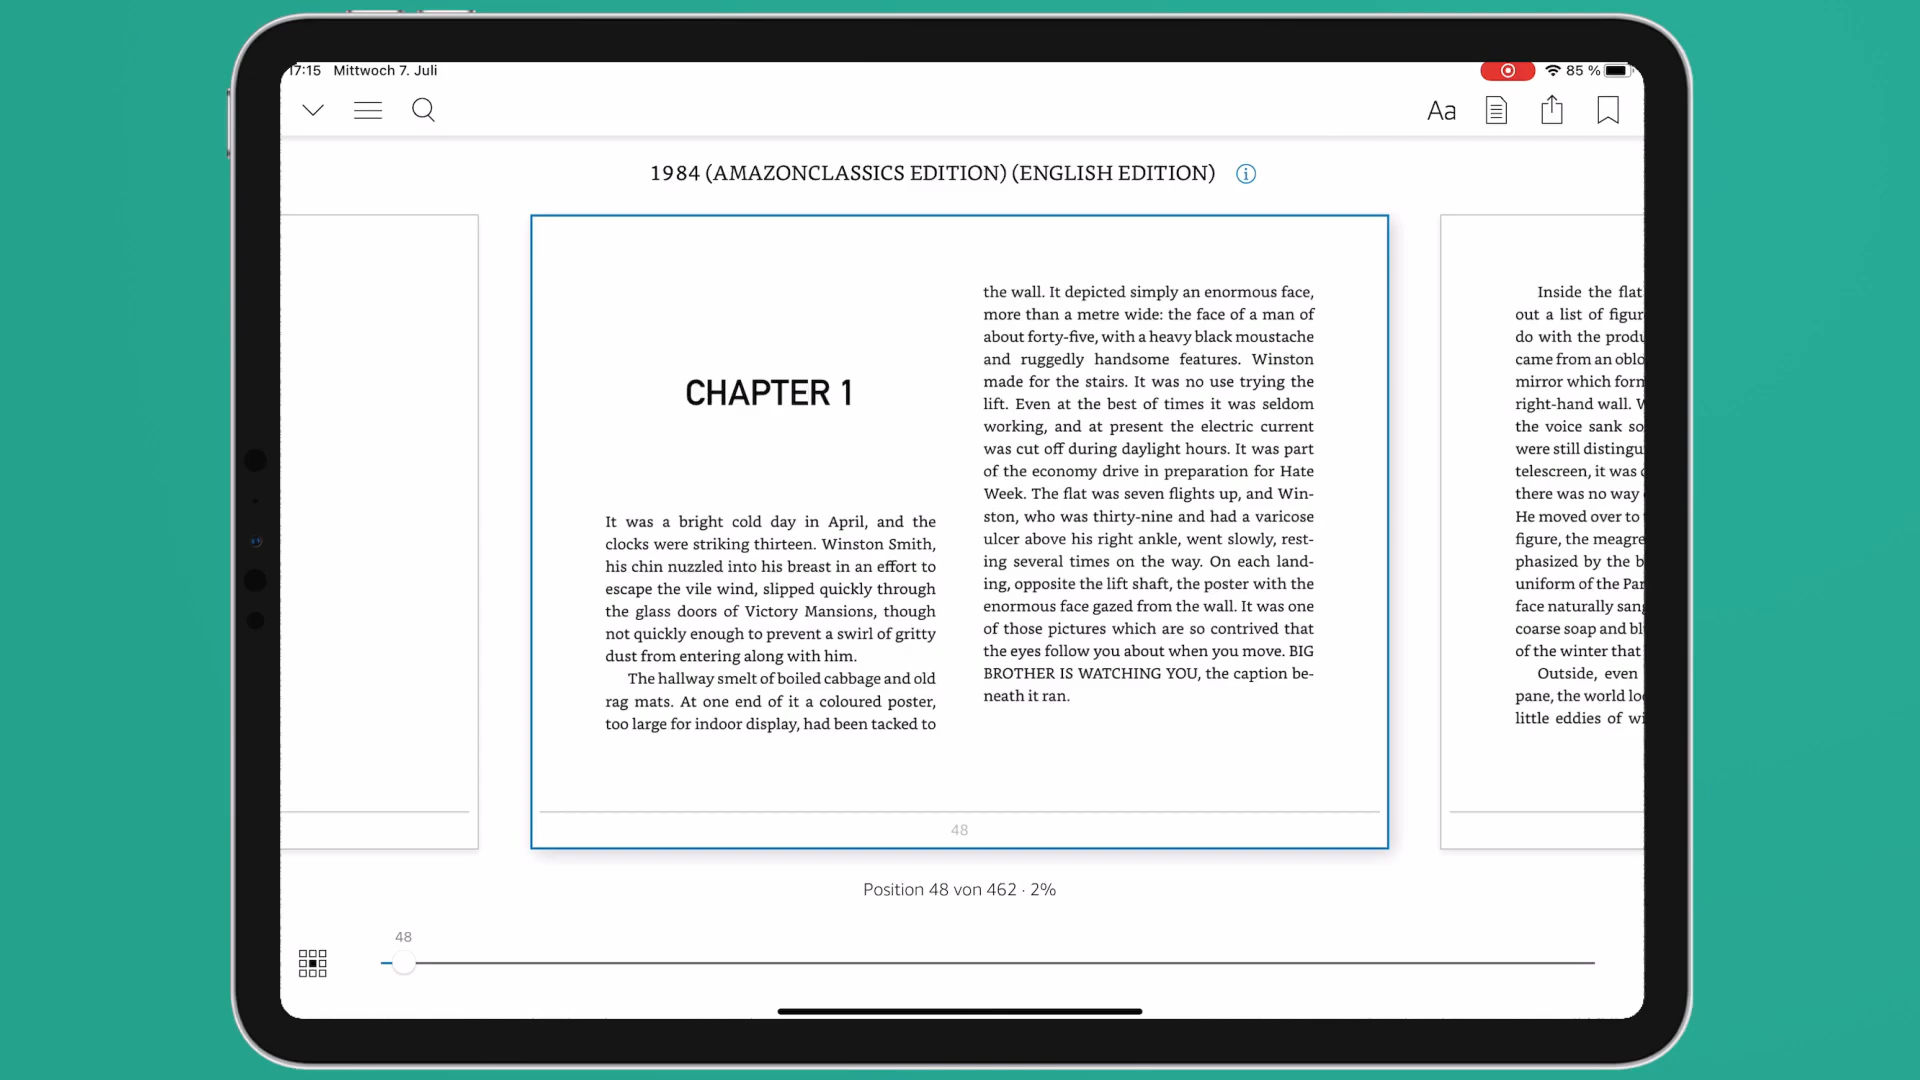 17:15 Mittwoch 7. Juli
85 %
Aa
1984 (AMAZONCLASSICS EDITION) (ENGLISH EDITION)
CHAPTER 1
It was a bright cold day in April, and the
clocks were striking thirteen. Winston Smith,
his chin nuzzled into his breast in an effort to
escape the vile wind, slipped quickly through
the glass doors of Victory Mansions, though
not quickly enough to prevent a swirl of gritty
dust from entering along with him.
The hallway smelt of boiled cabbage and old
rag mats. At one end of it a coloured poster,
too large for indoor display, had been tacked to
the wall. It depicted simply an enormous face,
more than a metre wide: the face of a man of
about forty-five, with a heavy black moustache
and ruggedly handsome features. Winston
made for the stairs. It was no use trying the
lift. Even at the best of times it was seldom
working, and at present the electric current
was cut off during daylight hours. It was part
of the economy drive in preparation for Hate
Week. The flat was seven flights up, and Win-
ston, who was thirty-nine and had a varicose
ulcer above his right ankle, went slowly, rest-
ing several times on the way. On each land-
ing, opposite the lift shaft, the poster with the
enormous face gazed from the wall. It was one
of those pictures which are so contrived that
the eyes follow you about when you move. BIG
BROTHER IS WATCHING YOU, the caption be-
neath it ran.
48
Inside the flat
out a list of
do with the
came from an
mirror which
right-hand wall.
the voice sank
were still
telescreen, it was
there was no way
He moved over to
figure, the meagre
phasized by the
uniform of the
face naturally
coarse soap and
of the winter that
Outside, even
pane, the world
little eddies of
Position 48 von 462 · 2%
48